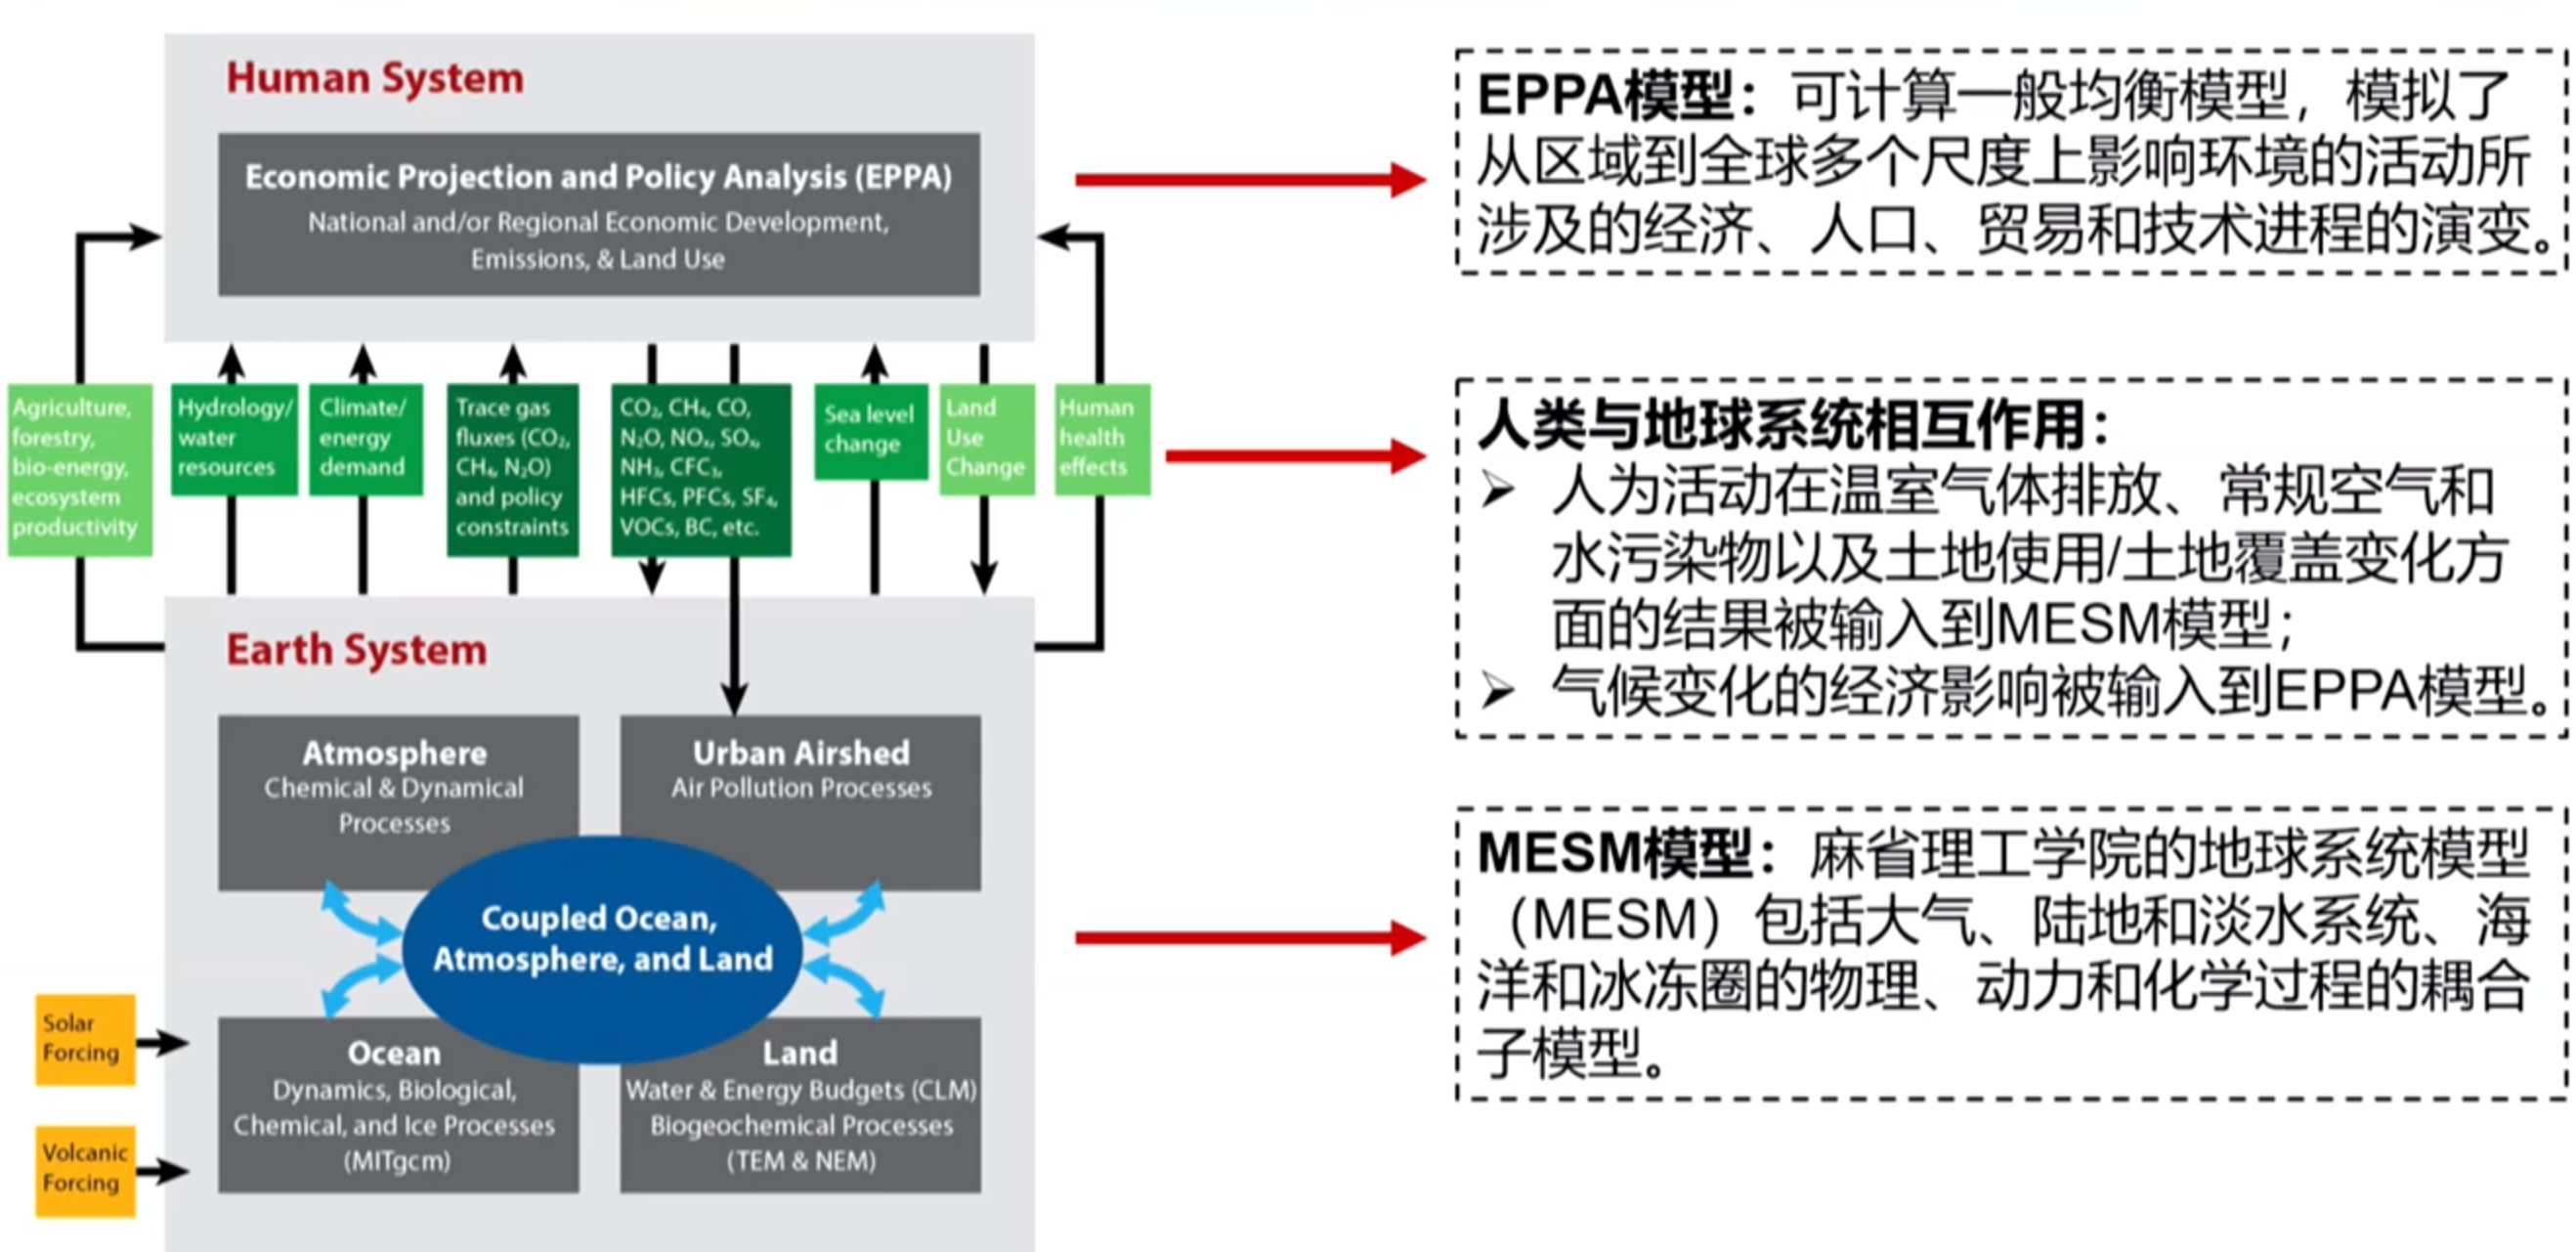 Human System
Economic Projection and Policy Analysis (EPPA)
National and/or Regional Economic Development,
Emissions, & Land Use
Agriculture,
forestry,
bio-energy,
ecosystem
productivity
Hydrology/
water
resources
Climate/
energy
demand
Trace gas
fluxes (CO₂,
CH₄, N₂O)
and policy
constraints
CO₂, CH₄, CO,
N₂O, NOₓ, SOₓ,
NH₃, CFC₃,
HFCs, PFCs, SF₄,
VOCs, BC, etc.
Sea level
change
Land
Use
Change
Human
health
effects
Earth System
Atmosphere
Chemical & Dynamical
Processes
Urban Airshed
Air Pollution Processes
Coupled Ocean,
Atmosphere, and Land
Solar
Forcing
Volcanic
Forcing
Ocean
Dynamics, Biological,
Chemical, and Ice Processes
(MITgcm)
Land
Water & Energy Budgets (CLM)
Biogeochemical Processes
(TEM & NEM)
EPPA模型：可计算一般均衡模型，模拟了
从区域到全球多个尺度上影响环境的活动所
涉及的经济、人口、贸易和技术进程的演变。
人类与地球系统相互作用：
➢ 人为活动在温室气体排放、常规空气和
水污染物以及土地使用/土地覆盖变化方
面的结果被输入到MESM模型；
➢ 气候变化的经济影响被输入到EPPA模型。
MESM模型：麻省理工学院的地球系统模型
（MESM）包括大气、陆地和淡水系统、海
洋和冰冻圈的物理、动力和化学过程的耦合
子模型。